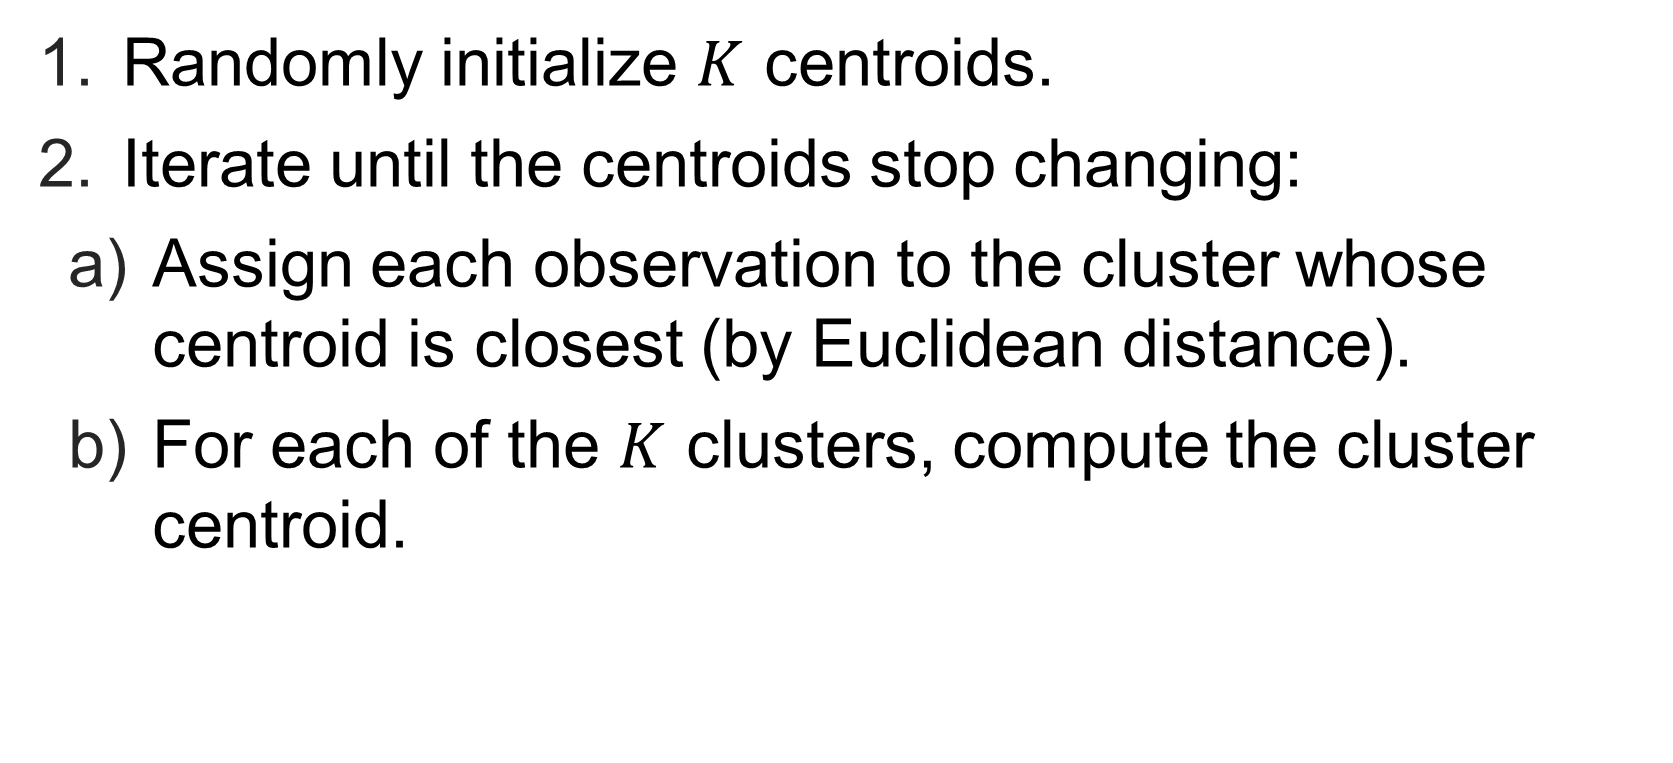 1. Randomly initialize K centroids.
2. Iterate until the centroids stop changing:
a) Assign each observation to the cluster whose
centroid is closest (by Euclidean distance).
b) For each of the K clusters, compute the cluster
centroid.